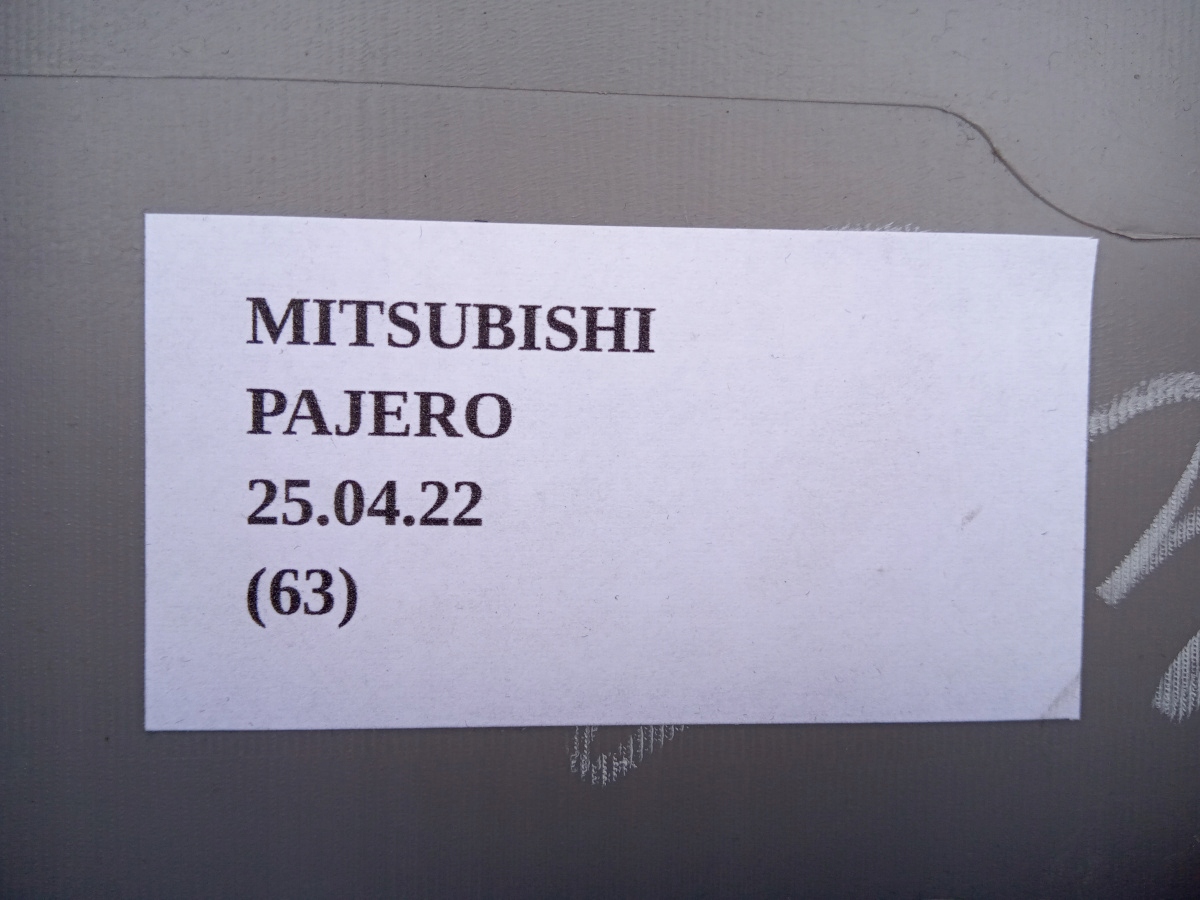 MITSUBISHI
PAJERO
25.04.22
(63)